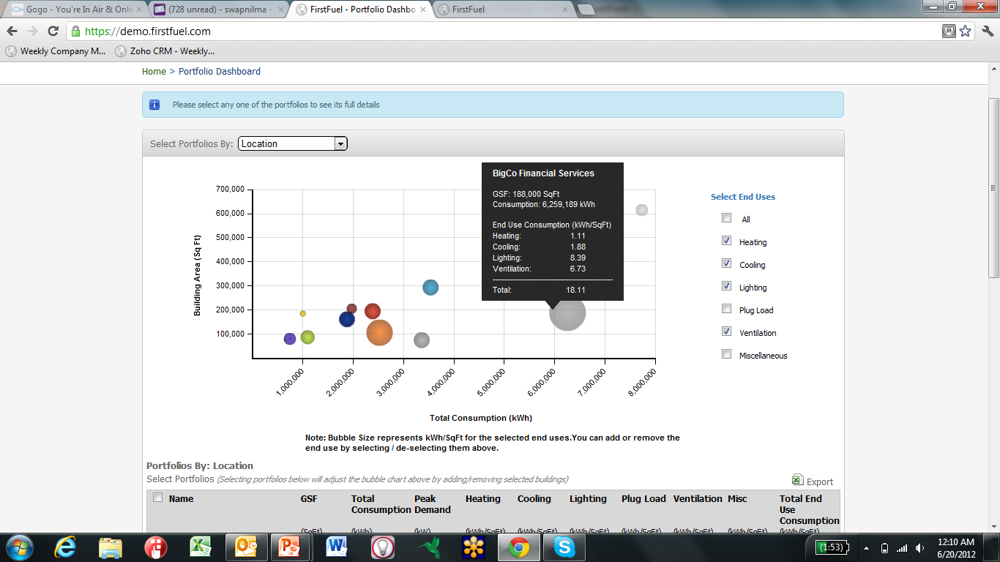 Gogo - You're In Air & Onli
(728 unread) - swapnilma -
FirstFuel - Portfolio Dashbo
FirstFuel
https://demo.firstfuel.com
Weekly Company M...
Zoho CRM - Weekly...
Home > Portfolio Dashboard
Please select any one of the portfolios to see its full details
Select Portfolios By: Location
BigCo Financial Services
GSF: 188,000 SqFt
Consumption: 6,259,189 kWh
End Use Consumption (kWh/SqFt)
Heating: 1.11
Cooling: 1.88
Lighting: 8.39
Ventilation: 6.73
Total: 18.11
700,000
600,000
500,000
400,000
300,000
200,000
100,000
Building Area (Sq Ft)
1,000,000
2,000,000
3,000,000
4,000,000
5,000,000
6,000,000
7,000,000
8,000,000
Total Consumption (kWh)
Select End Uses
All
Heating
Cooling
Lighting
Plug Load
Ventilation
Miscellaneous
Note: Bubble Size represents kWh/SqFt for the selected end uses.You can add or remove the
end use by selecting / de-selecting them above.
Portfolios By: Location
Select Portfolios (Selecting portfolios below will adjust the bubble chart above by adding/removing selected buildings)
Export
Name GSF Total Peak Heating Cooling Lighting Plug Load Ventilation Misc Total End
Consumption Demand Use
Consumption
(SqFt) (kWh) (kW) (kWh/SqFt) (kWh/SqFt) (kWh/SqFt) (kWh/SqFt) (kWh/SqFt) (kWh/SqFt) (kWh/SqFt)
(1:53)
12:10 AM
6/20/2012